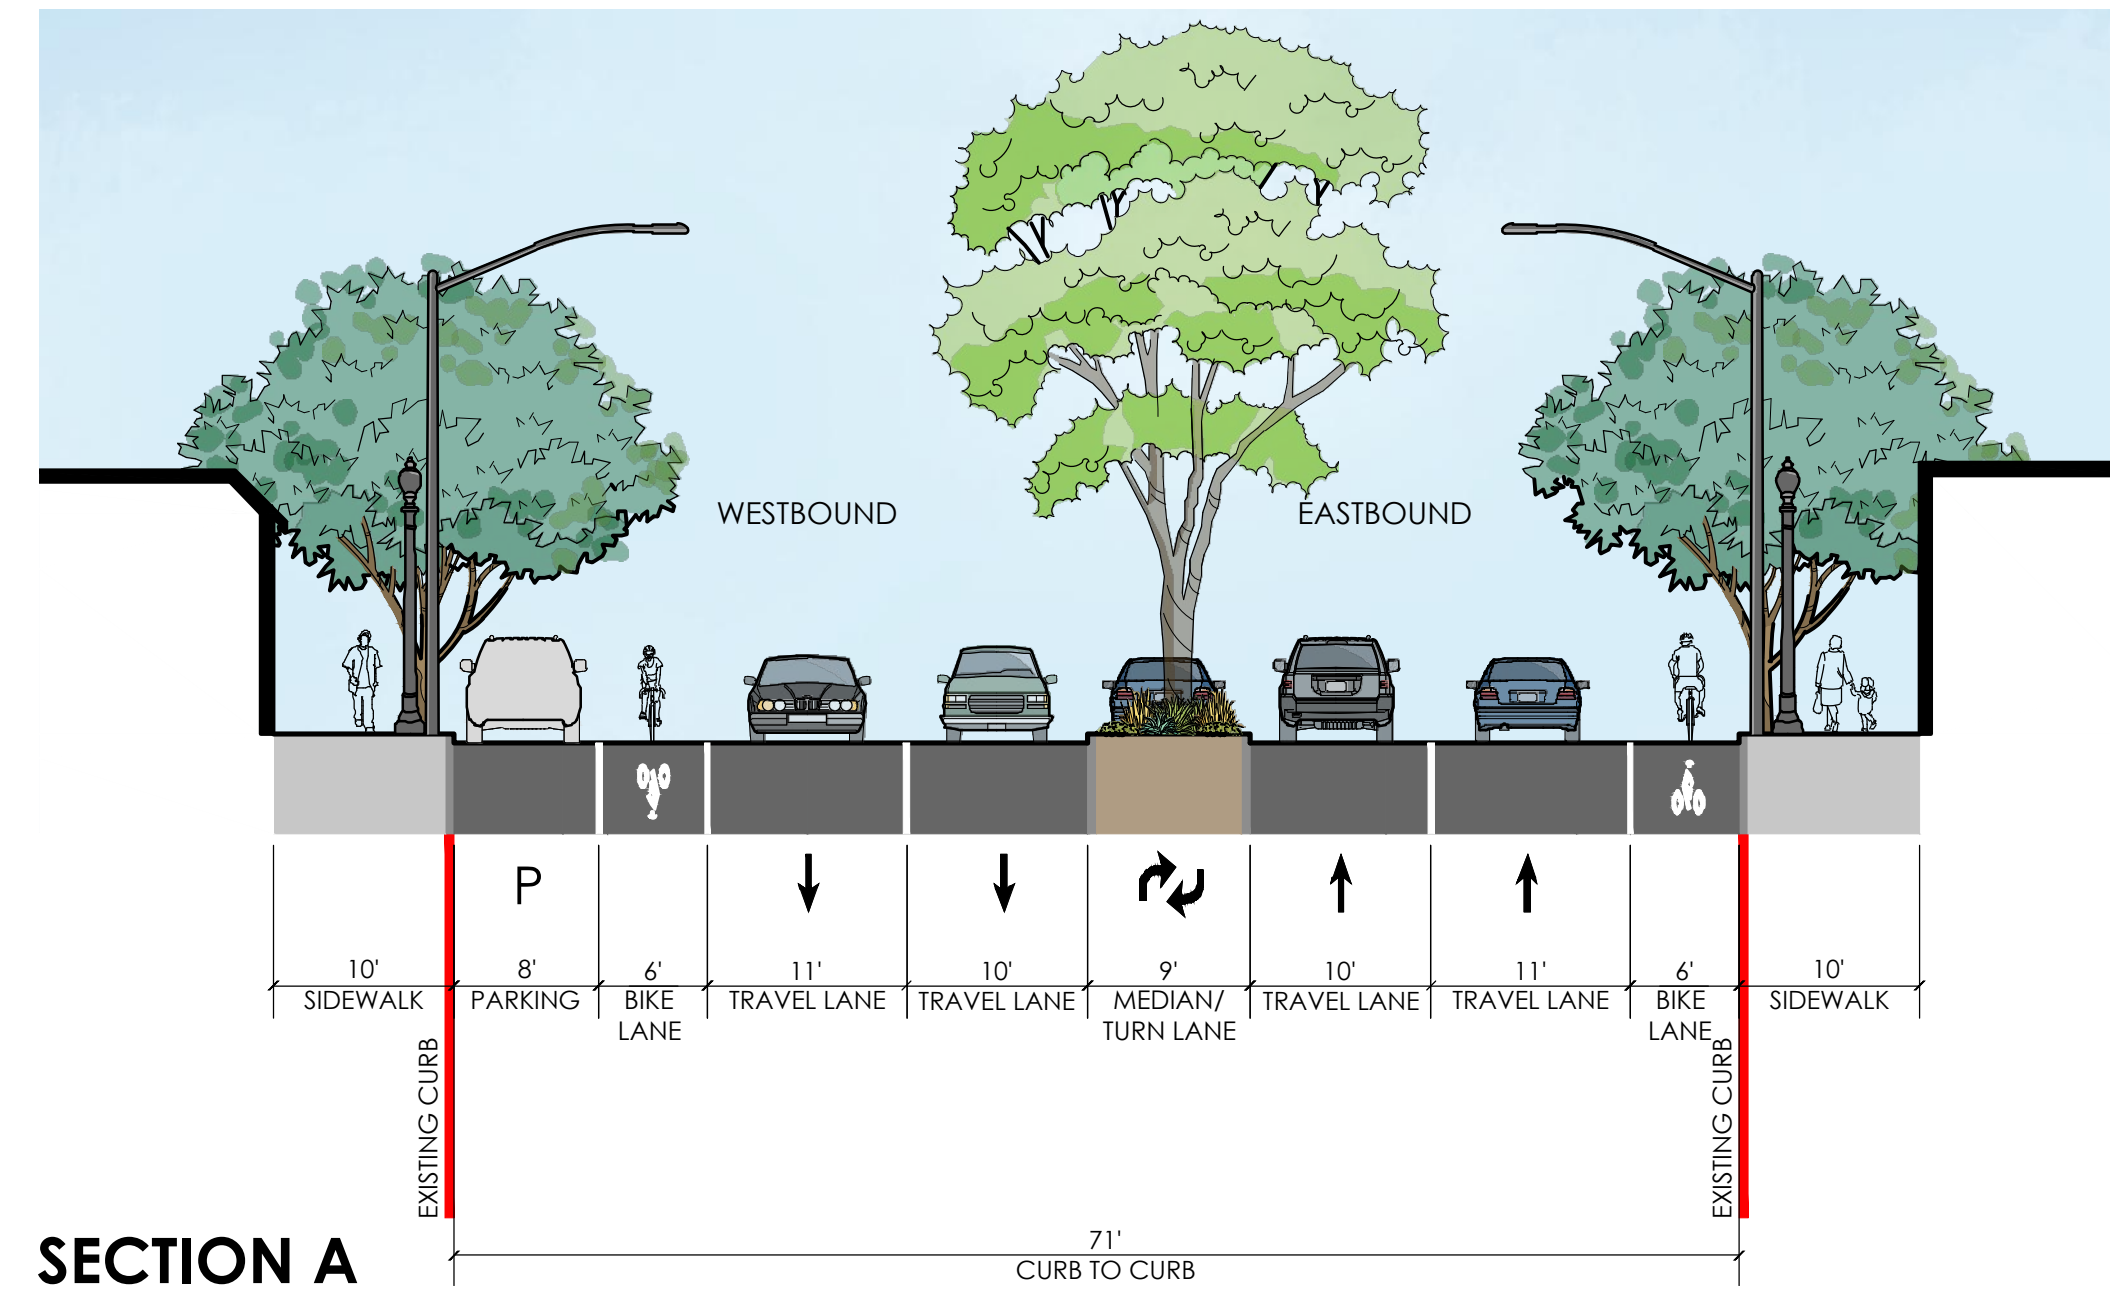 WESTBOUND
EASTBOUND
P
10'
8'
6'
11'
10'
9'
10'
11'
6'
10'
SIDEWALK
PARKING
BIKE
LANE
TRAVEL LANE
TRAVEL LANE
MEDIAN/
TURN LANE
TRAVEL LANE
TRAVEL LANE
BIKE
LANE
SIDEWALK
EXISTING CURB
EXISTING CURB
71'
CURB TO CURB
SECTION A